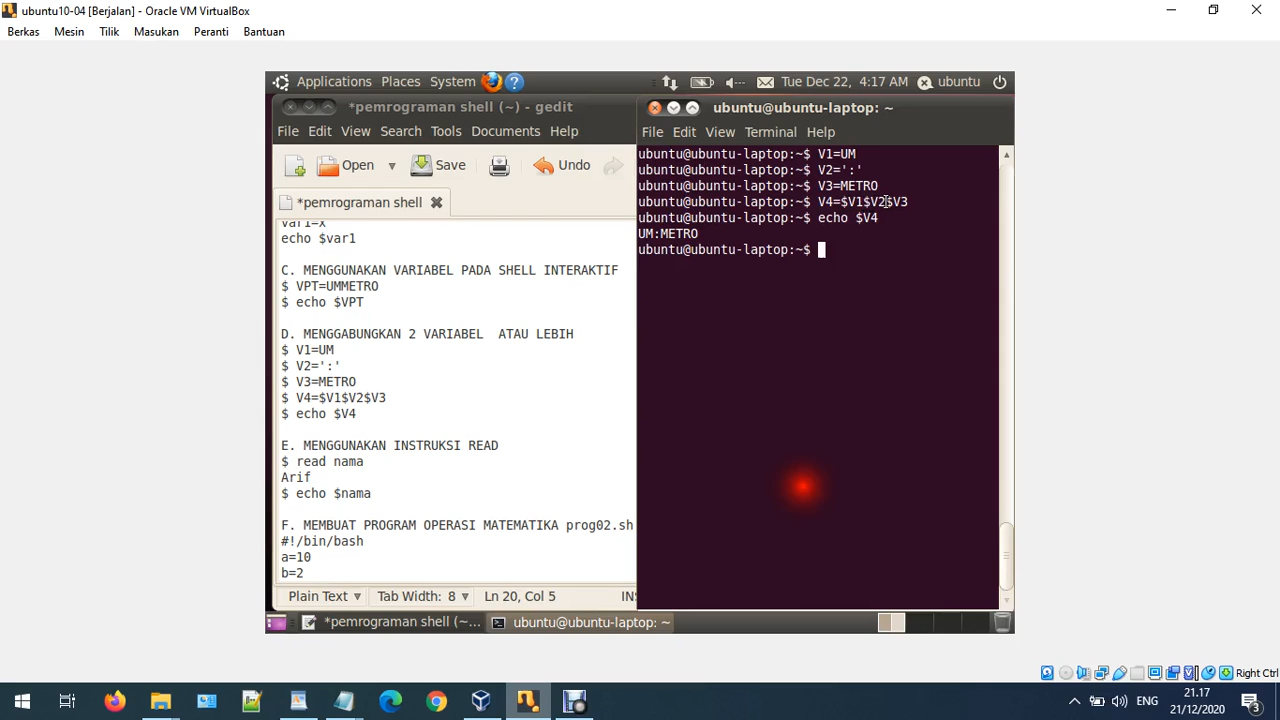 ubuntu10-04 [Berjalan] - Oracle VM VirtualBox
Berkas Mesin Tilik Masukan Peranti Bantuan
Applications Places System Tue Dec 22, 4:17 AM ubuntu
*pemrograman shell (~) - gedit
File Edit View Search Tools Documents Help
Open Save Undo
*pemrograman shell
var1=x
echo $var1
C. MENGGUNAKAN VARIABEL PADA SHELL INTERAKTIF
$ VPT=UMMETRO
$ echo $VPT
D. MENGGABUNGKAN 2 VARIABEL  ATAU LEBIH
$ V1=UM
$ V2=':'
$ V3=METRO
$ V4=$V1$V2$V3
$ echo $V4
E. MENGGUNAKAN INSTRUKSI READ
$ read nama
Arif
$ echo $nama
F. MEMBUAT PROGRAM OPERASI MATEMATIKA prog02.sh
#!/bin/bash
a=10
b=2
Plain Text Tab Width: 8 Ln 20, Col 5 INS
ubuntu@ubuntu-laptop: ~
File Edit View Terminal Help
ubuntu@ubuntu-laptop:~$ V1=UM
ubuntu@ubuntu-laptop:~$ V2=':'
ubuntu@ubuntu-laptop:~$ V3=METRO
ubuntu@ubuntu-laptop:~$ V4=$V1$V2$V3
ubuntu@ubuntu-laptop:~$ echo $V4
UM:METRO
ubuntu@ubuntu-laptop:~$
*pemrograman shell (~... ubuntu@ubuntu-laptop: ~
Right Ctrl
ENG
21.17
21/12/2020
3